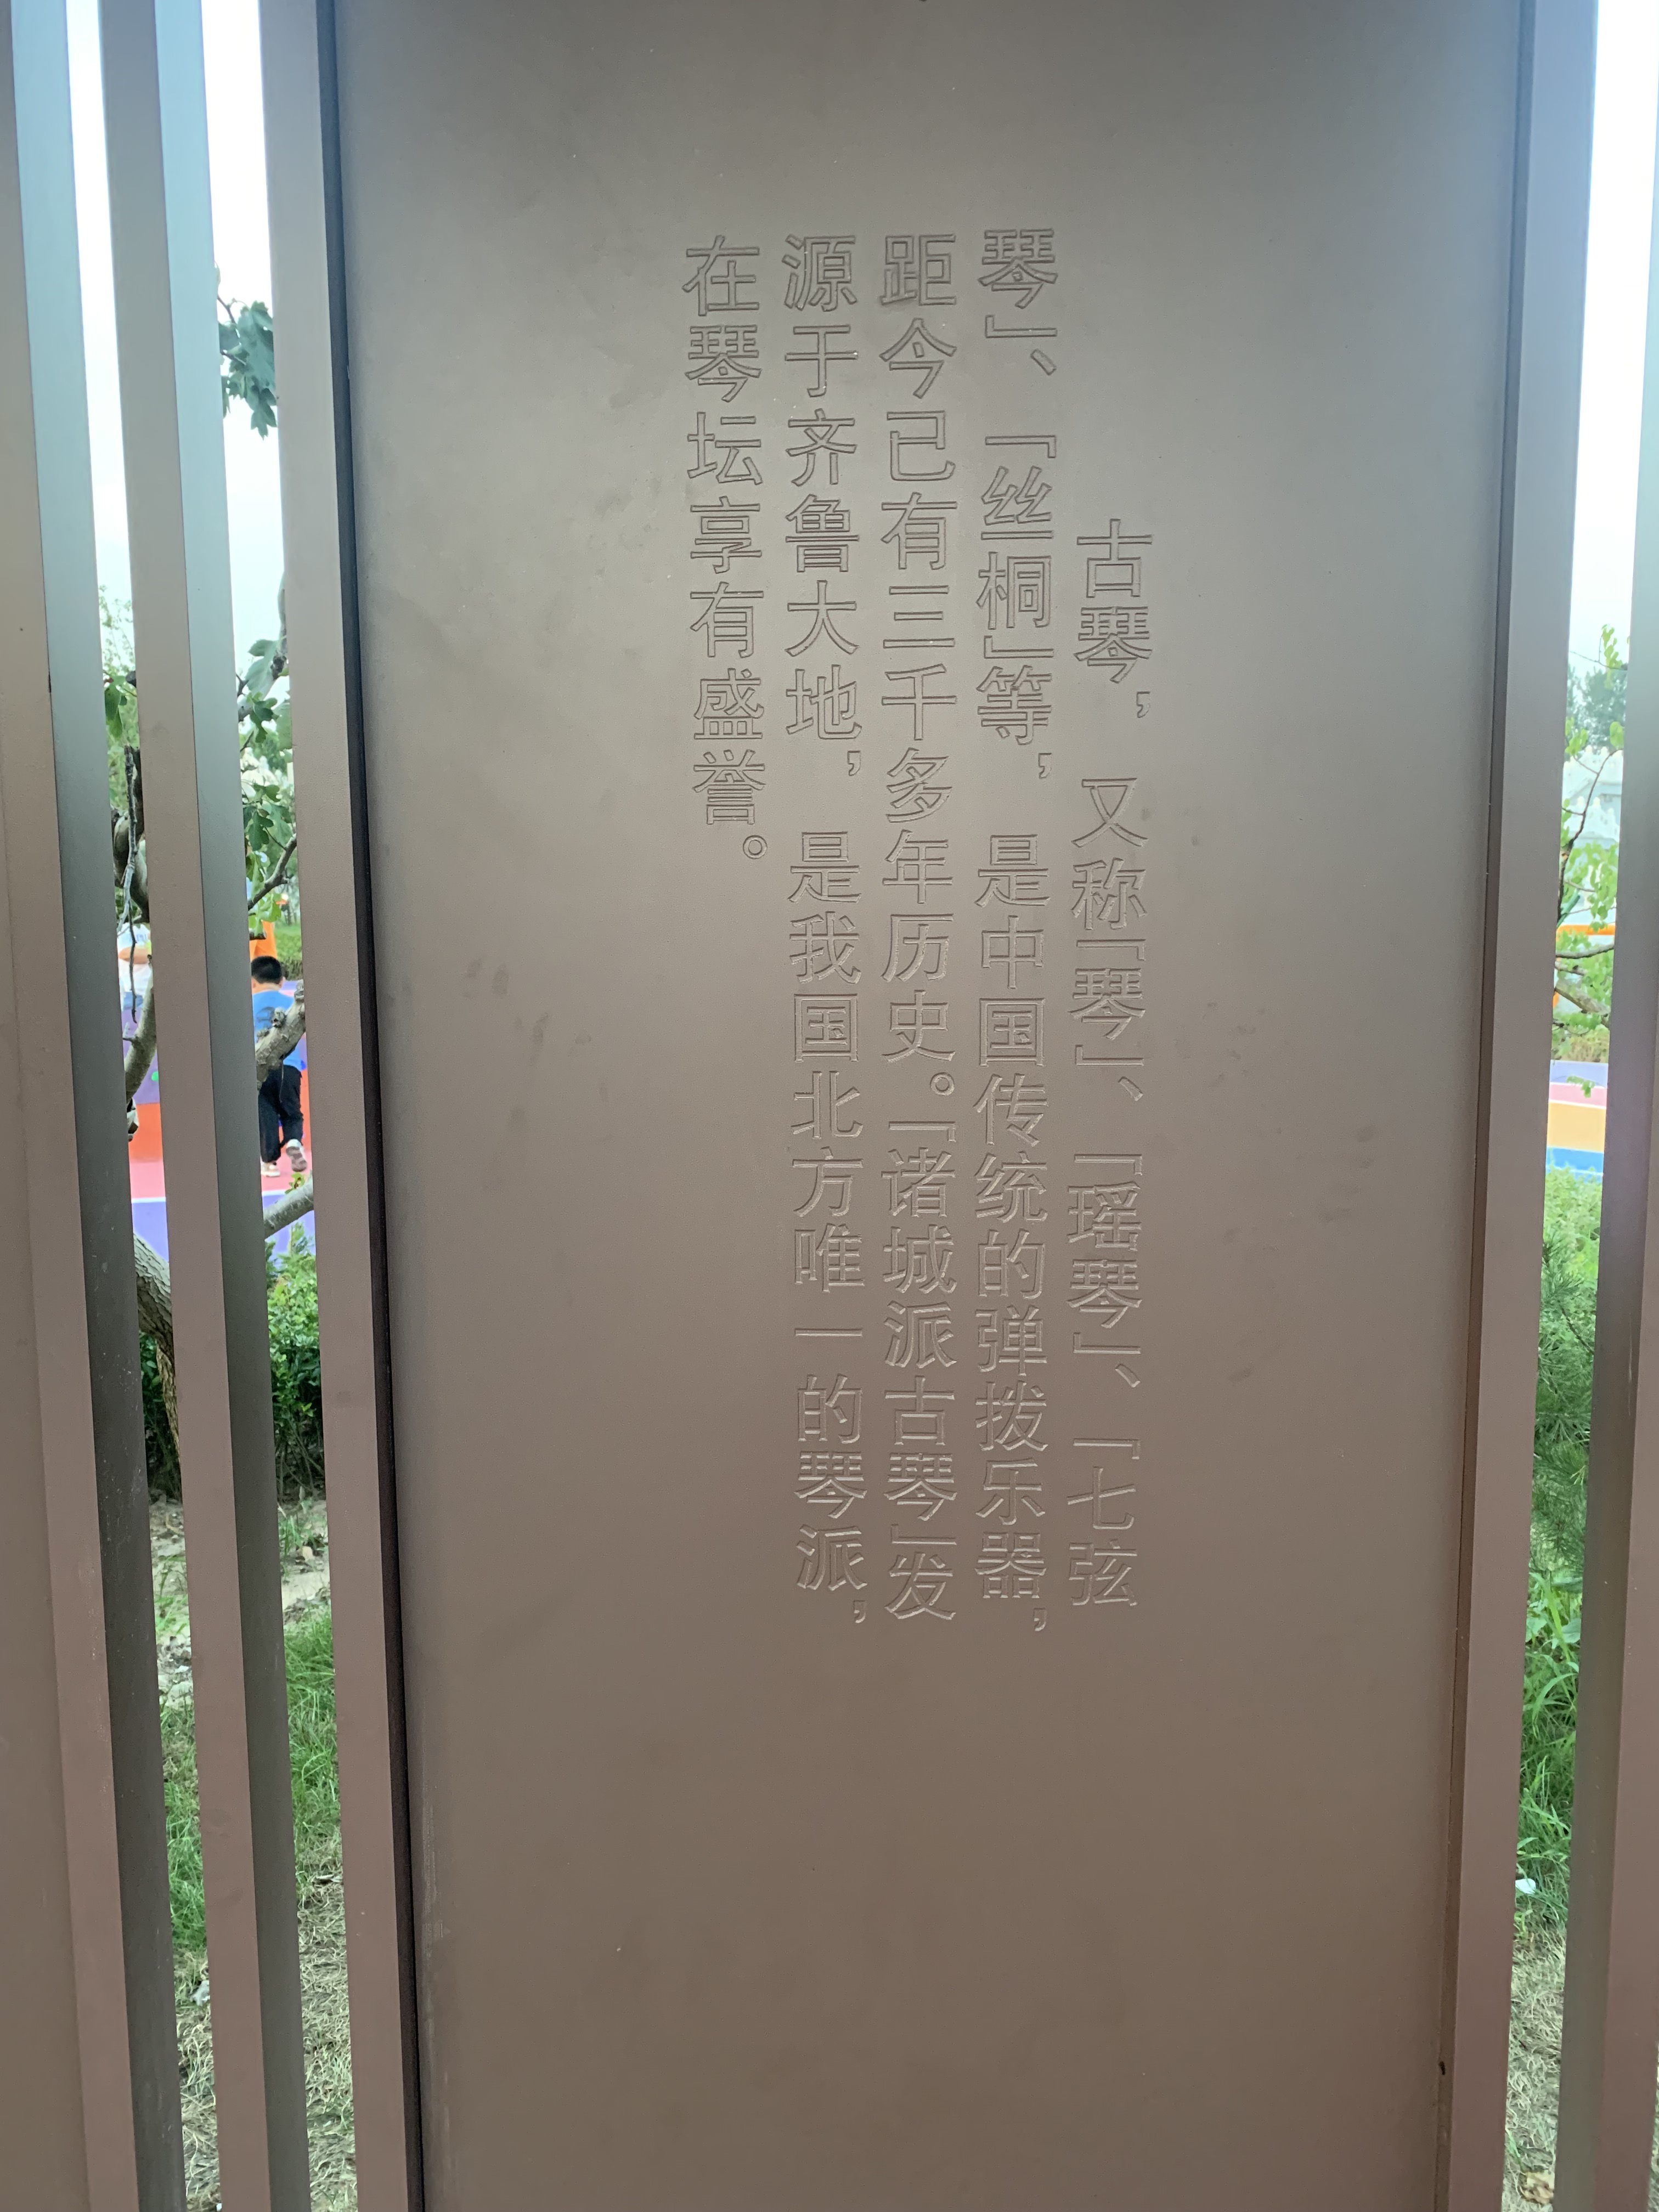 古琴，又称「琴」、「瑶琴」、「七弦
琴」、「丝桐」等，是中国传统的弹拨乐器，
距今已有三千多年历史。「诸城派古琴」发
源于齐鲁大地，是我国北方唯一的琴派，
在琴坛享有盛誉。